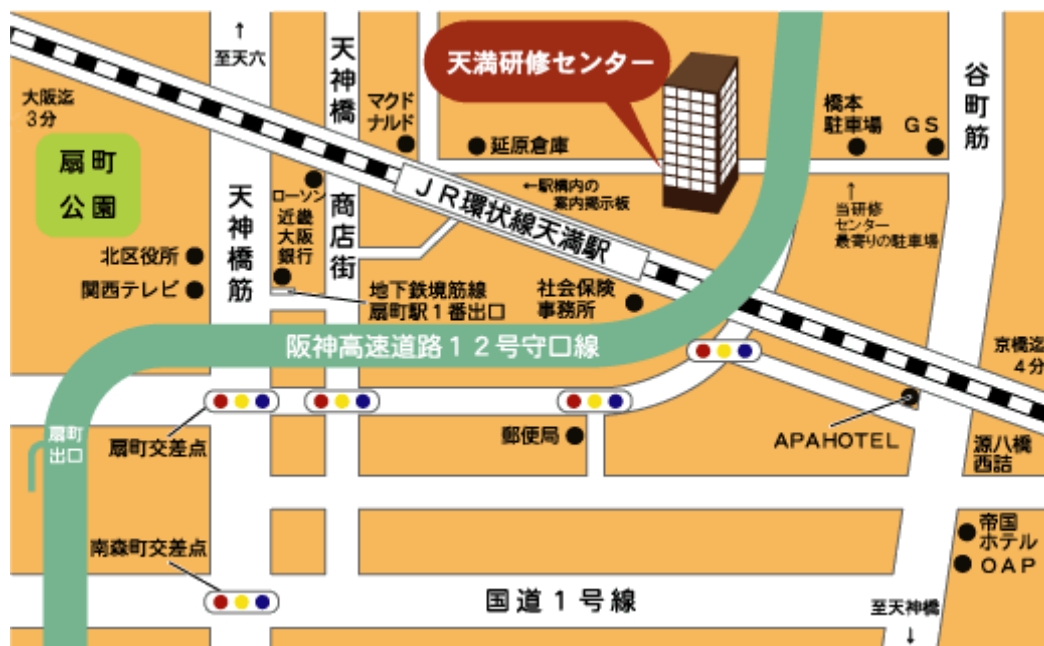 ↑
至天六
天神橋
商店街
天満研修センター
谷町筋
大阪迄
3分
マクド
ナルド
橋本
駐車場
GS
延原倉庫
扇町
公園
JR環状線天満駅
←駅構内の
案内掲示板
↑
当研修
センター
最寄りの駐車場
天神橋筋
ローソン
近畿
大阪
銀行
北区役所
関西テレビ
地下鉄境筋線
扇町駅1番出口
社会保険
事務所
阪神高速道路12号守口線
京橋迄
4分
扇町
出口
扇町交差点
郵便局
APAHOTEL
源八橋
西詰
南森町交差点
帝国
ホテル
OAP
国道1号線
至天神橋
↓